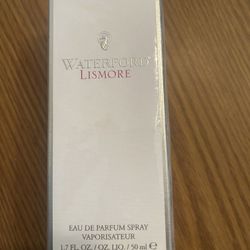 WATERFORD
LISMORE
EAU DE PARFUM SPRAY
VAPORISATEUR
1.7 FL. OZ. / OZ. LIQ. / 50 ml e